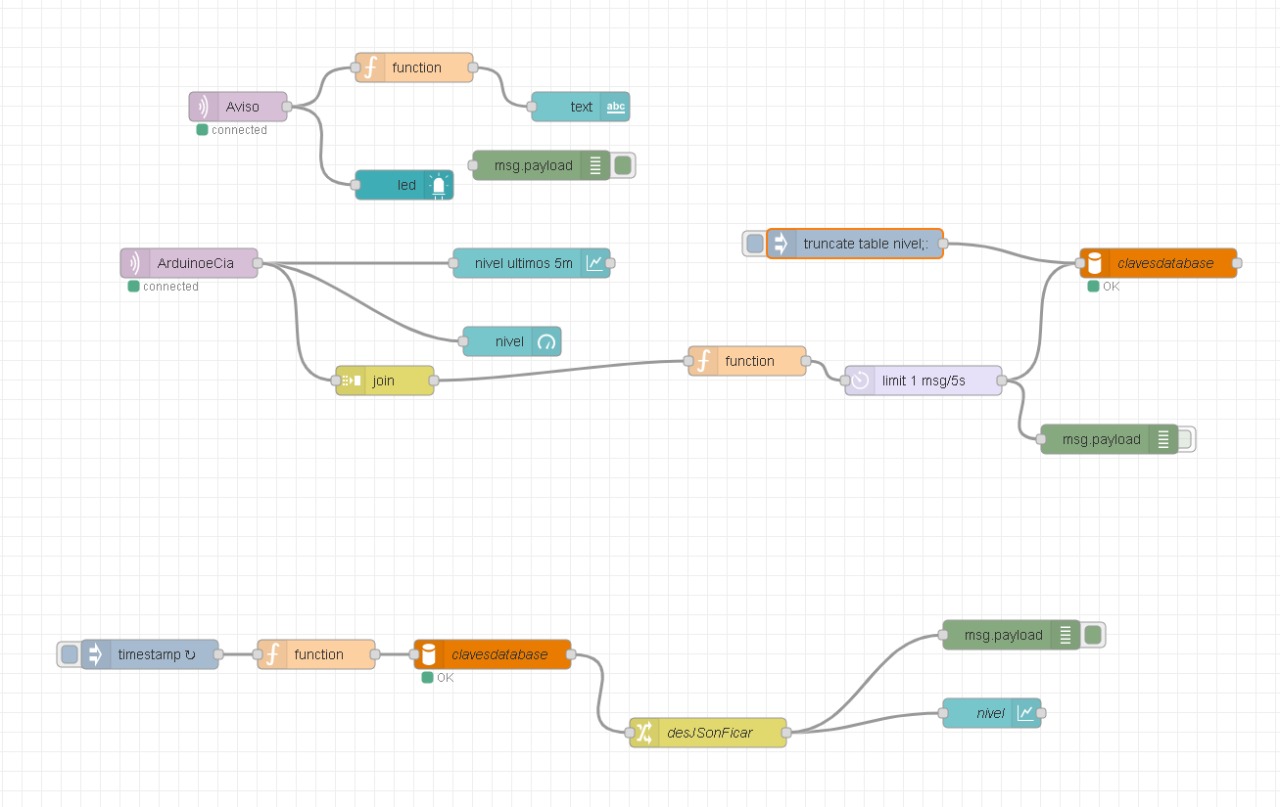 function
Aviso
connected
text
abc
msg.payload
led
truncate table nivel;:
ArduinoeCia
connected
nivel ultimos 5m
clavesdatabase
OK
nivel
function
join
limit 1 msg/5s
msg.payload
msg.payload
timestamp ↻
function
clavesdatabase
OK
nivel
desJSonFicar